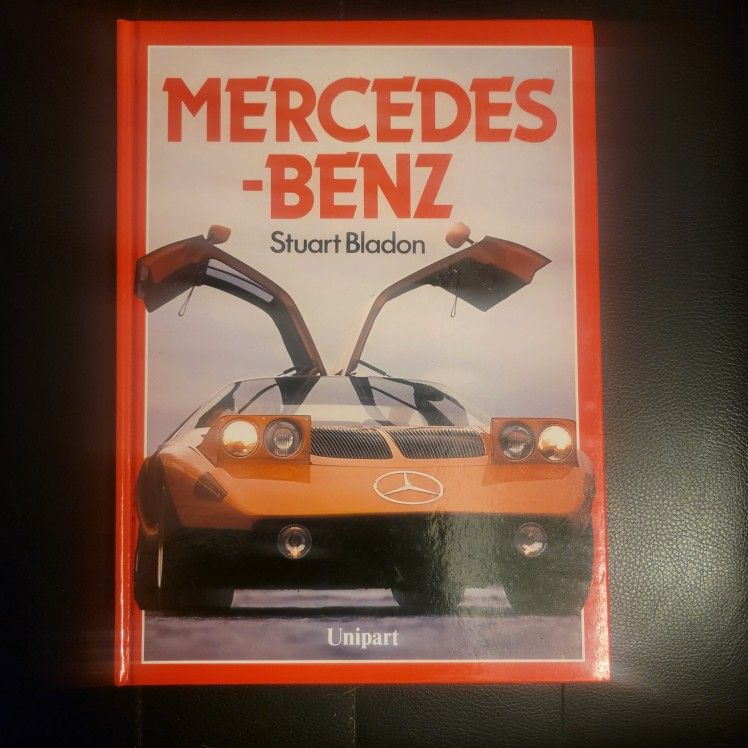 MERCEDES
-BENZ
Stuart Bladon
Unipart